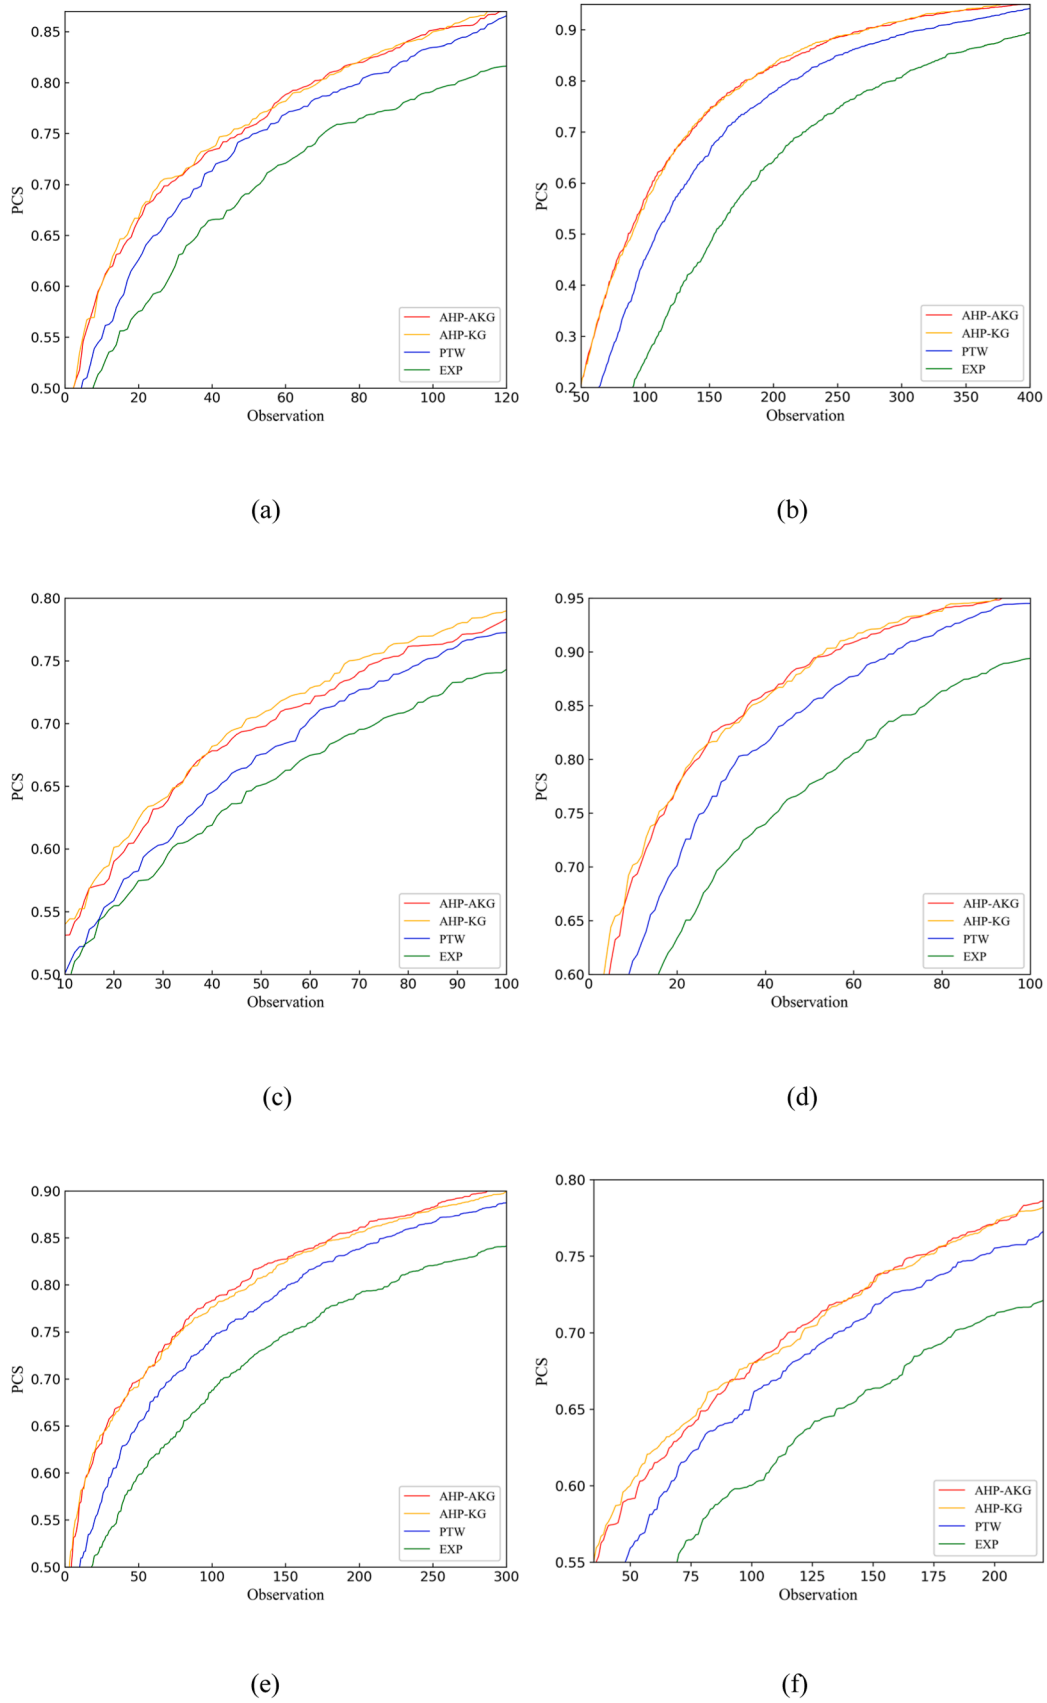 PCS
0.85
0.80
0.75
0.70
0.65
0.60
0.55
0.50
0 20 40 60 80 100 120
Observation
AHP-AKG
AHP-KG
PTW
EXP
(a)
PCS
0.9
0.8
0.7
0.6
0.5
0.4
0.3
0.2
50 100 150 200 250 300 350 400
Observation
AHP-AKG
AHP-KG
PTW
EXP
(b)
PCS
0.80
0.75
0.70
0.65
0.60
0.55
0.50
10 20 30 40 50 60 70 80 90 100
Observation
AHP-AKG
AHP-KG
PTW
EXP
(c)
PCS
0.95
0.90
0.85
0.80
0.75
0.70
0.65
0.60
0 20 40 60 80 100
Observation
AHP-AKG
AHP-KG
PTW
EXP
(d)
PCS
0.90
0.85
0.80
0.75
0.70
0.65
0.60
0.55
0.50
0 50 100 150 200 250 300
Observation
AHP-AKG
AHP-KG
PTW
EXP
(e)
PCS
0.80
0.75
0.70
0.65
0.60
0.55
50 75 100 125 150 175 200
Observation
AHP-AKG
AHP-KG
PTW
EXP
(f)